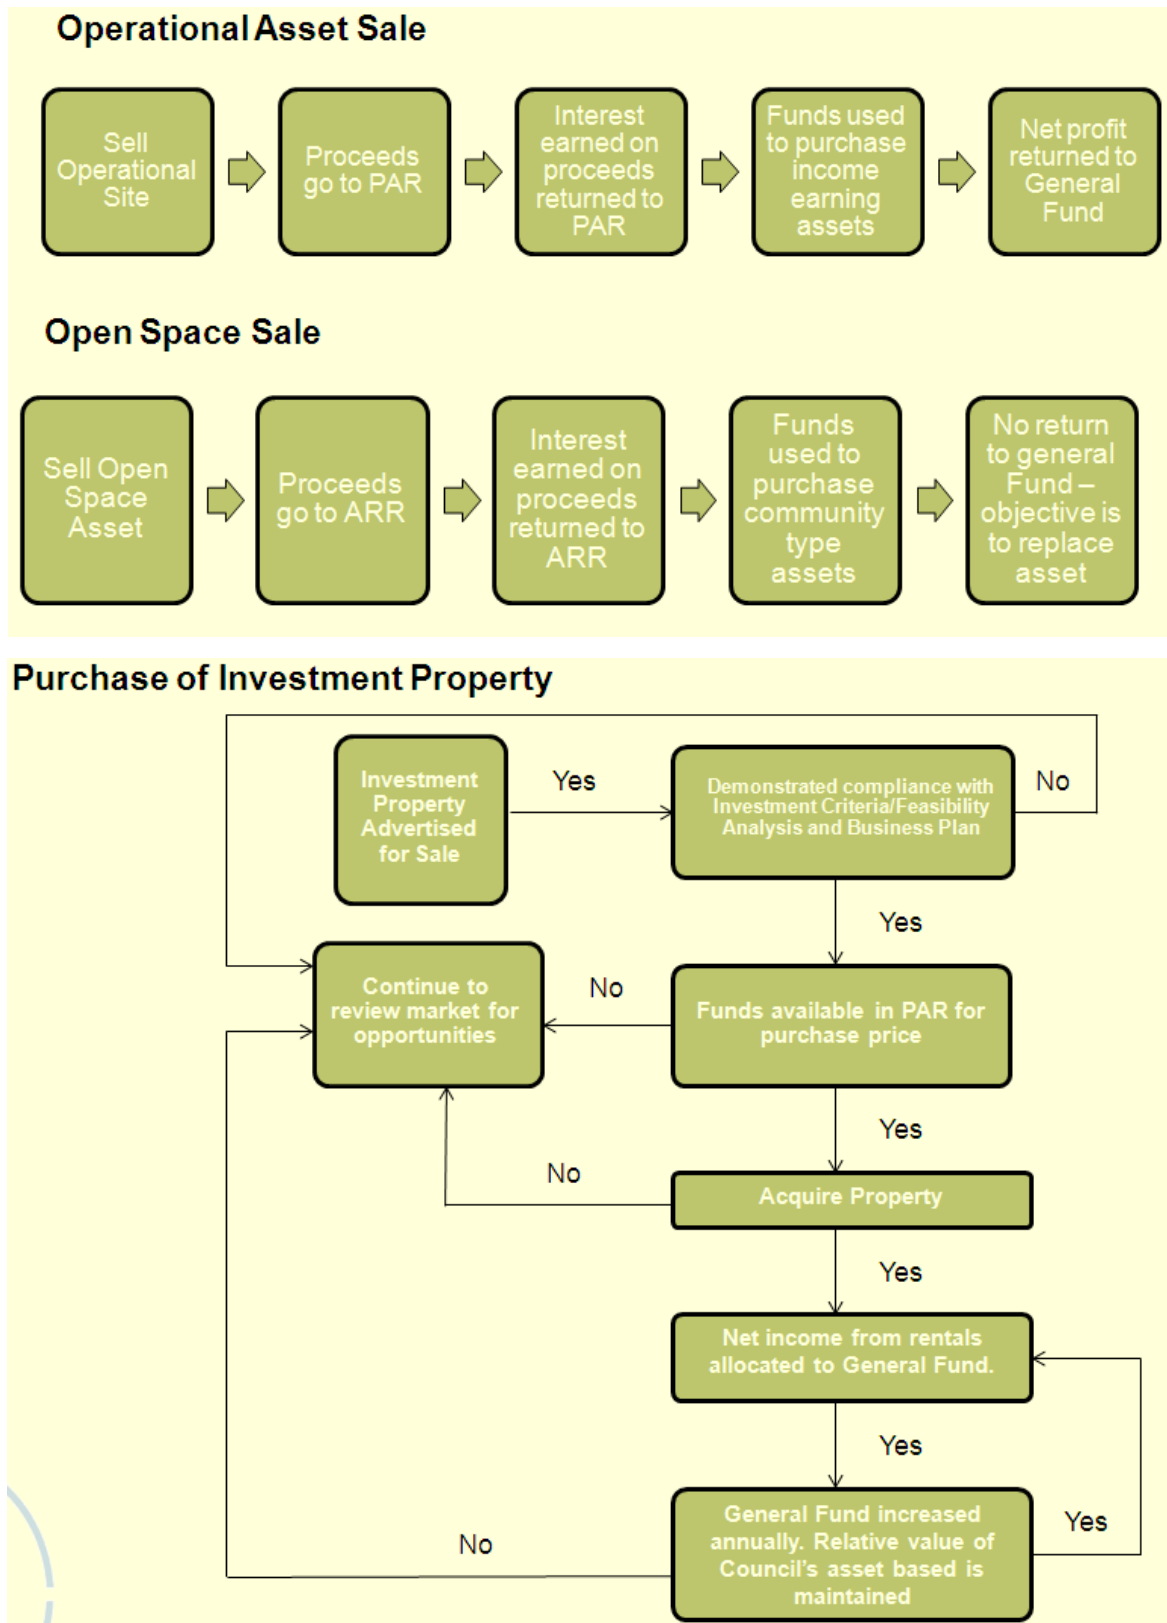 Operational Asset Sale
Sell
Operational
Site
Proceeds
go to PAR
Interest
earned on
proceeds
returned to
PAR
Funds used
to purchase
income
earning
assets
Net profit
returned to
General
Fund
Open Space Sale
Sell Open
Space
Asset
Proceeds
go to ARR
Interest
earned on
proceeds
returned to
ARR
Funds
used to
purchase
community
type
assets
No return
to general
Fund –
objective is
to replace
asset
Purchase of Investment Property
Investment
Property
Advertised
for Sale
Yes
Demonstrated compliance with
Investment Criteria/Feasibility
Analysis and Business Plan
No
Yes
Continue to
review market for
opportunities
No
Funds available in PAR for
purchase price
Yes
No
Acquire Property
Yes
Net income from rentals
allocated to General Fund.
Yes
General Fund increased
annually. Relative value of
Council's asset based is
maintained
Yes
No